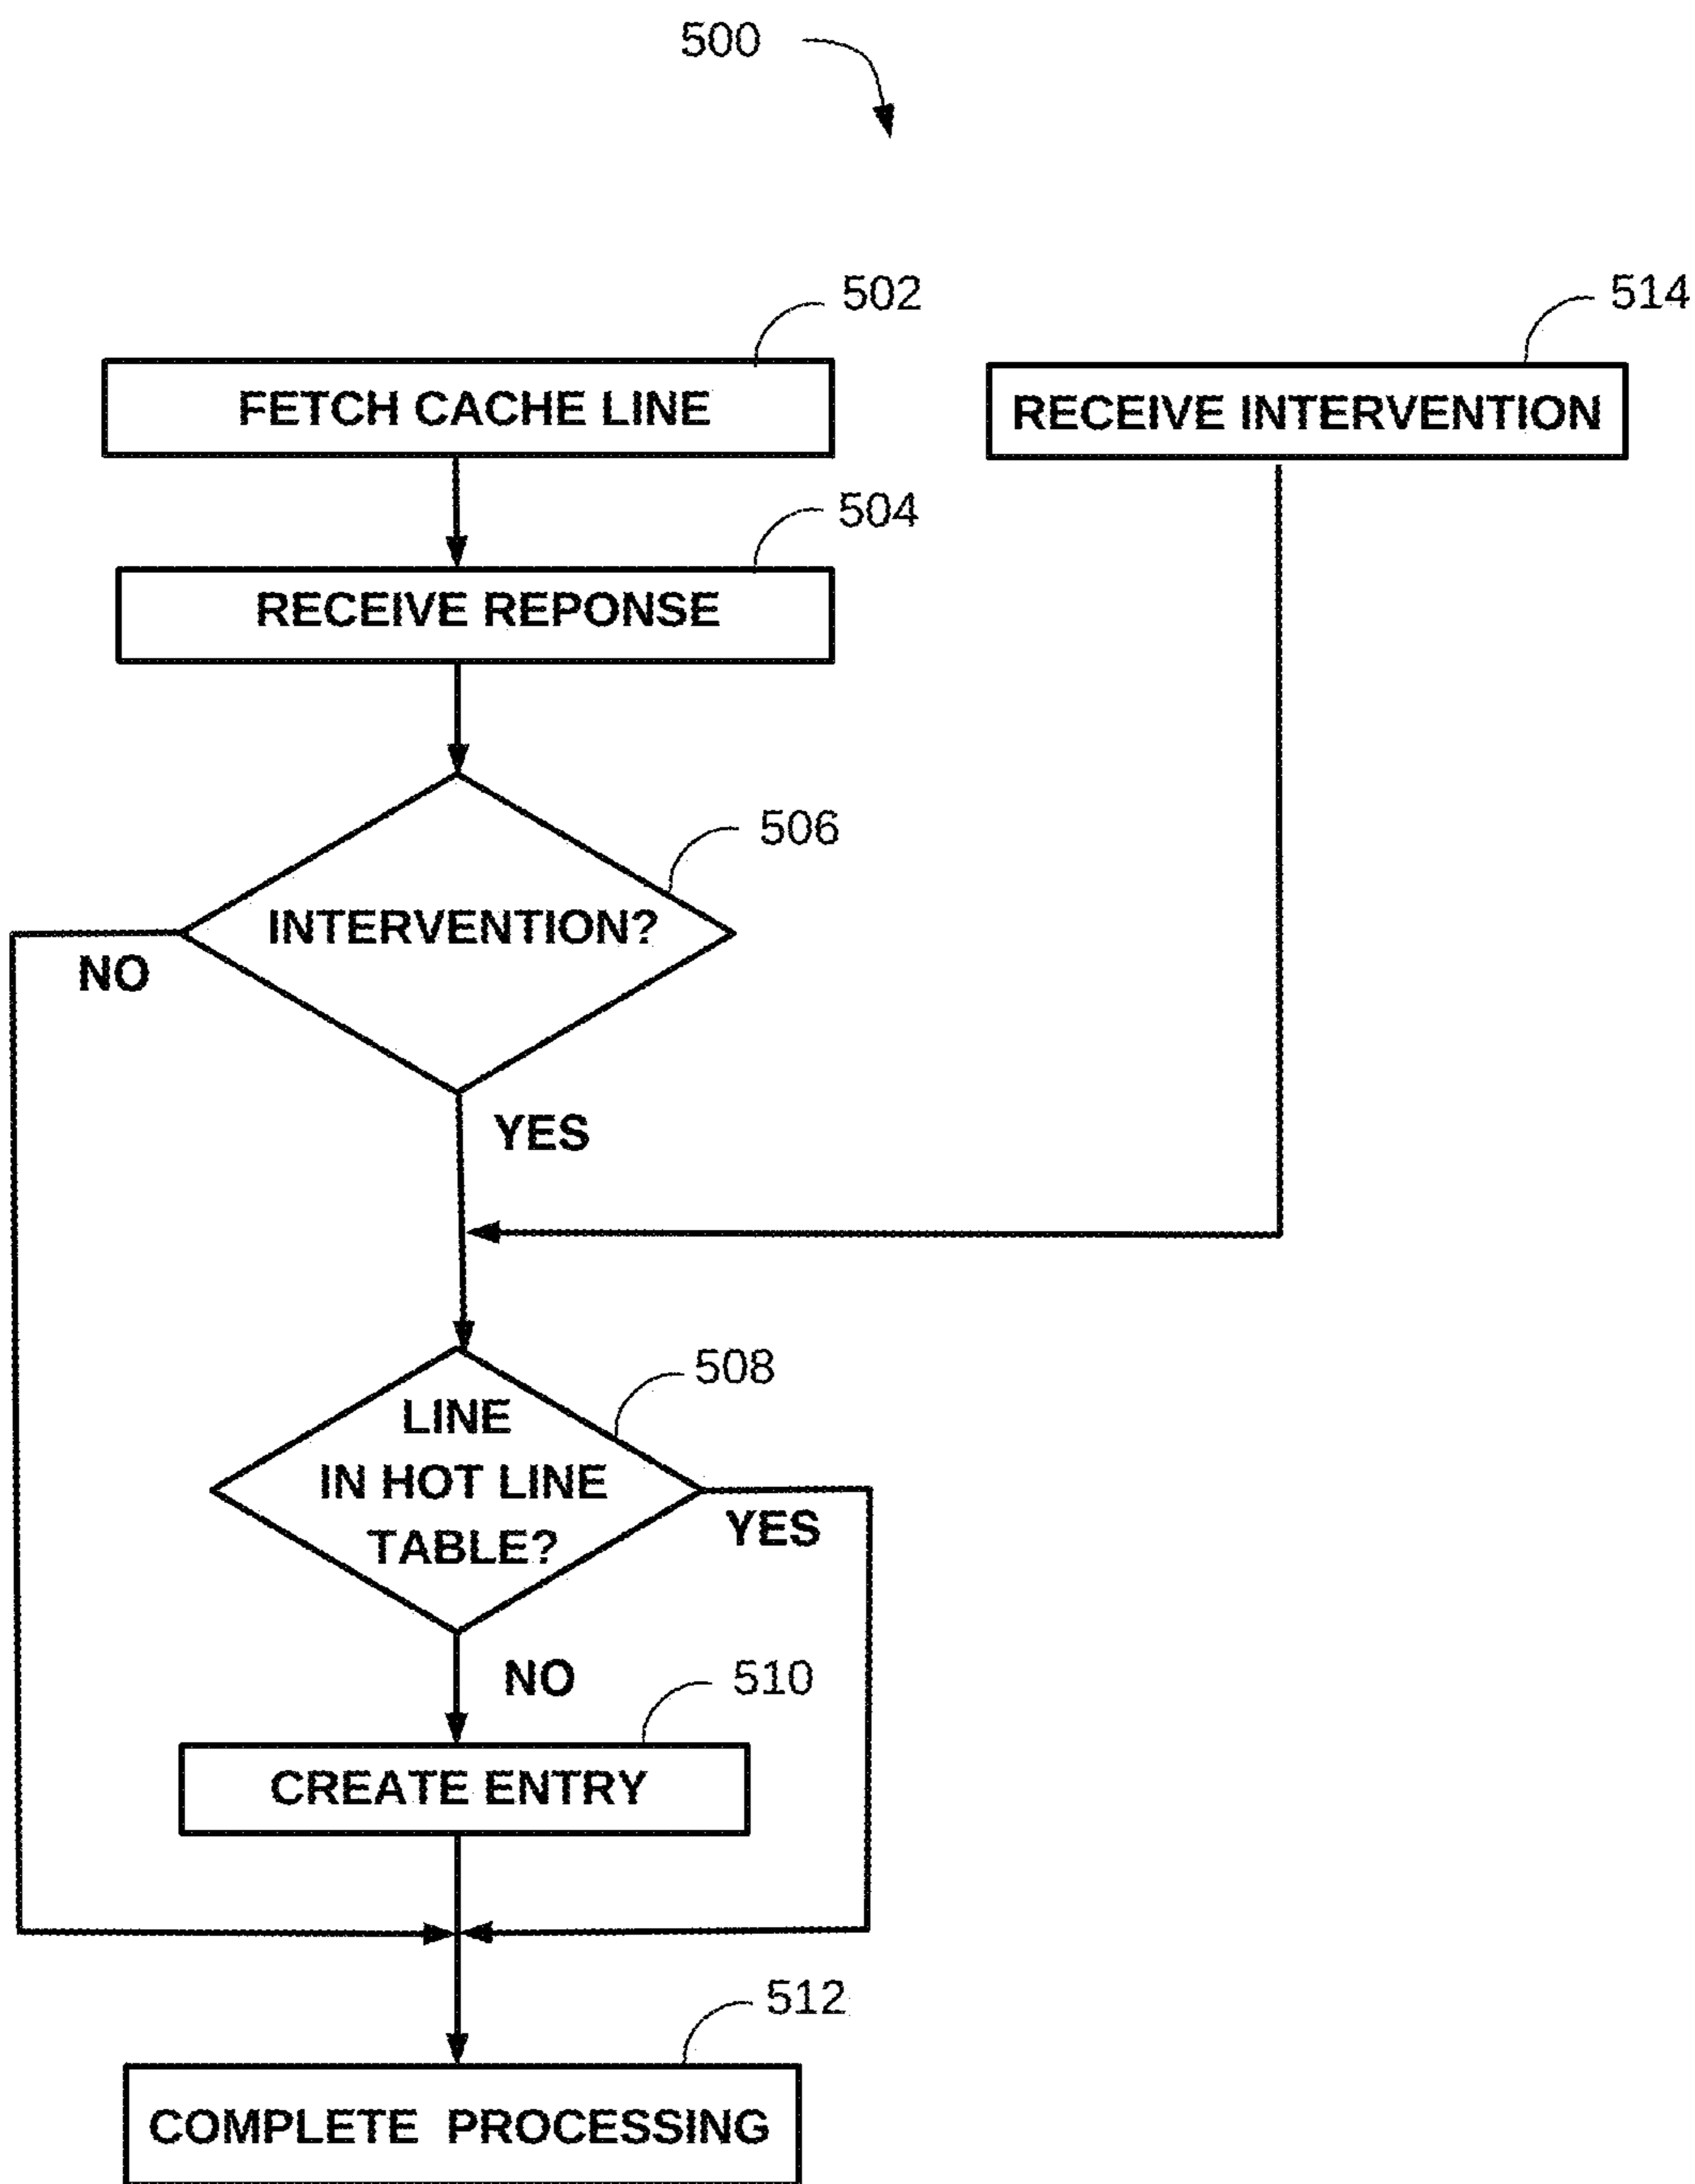 500
502
514
FETCH CACHE LINE
RECEIVE INTERVENTION
504
RECEIVE REPONSE
506
INTERVENTION?
NO
YES
508
LINE
IN HOT LINE
TABLE?
YES
NO
510
CREATE ENTRY
512
COMPLETE PROCESSING